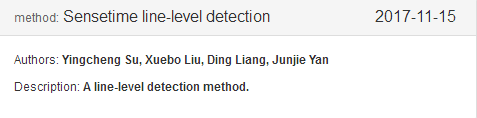 method: Sensetime line-level detection 2017-11-15
Authors: Yingcheng Su, Xuebo Liu, Ding Liang, Junjie Yan
Description: A line-level detection method.